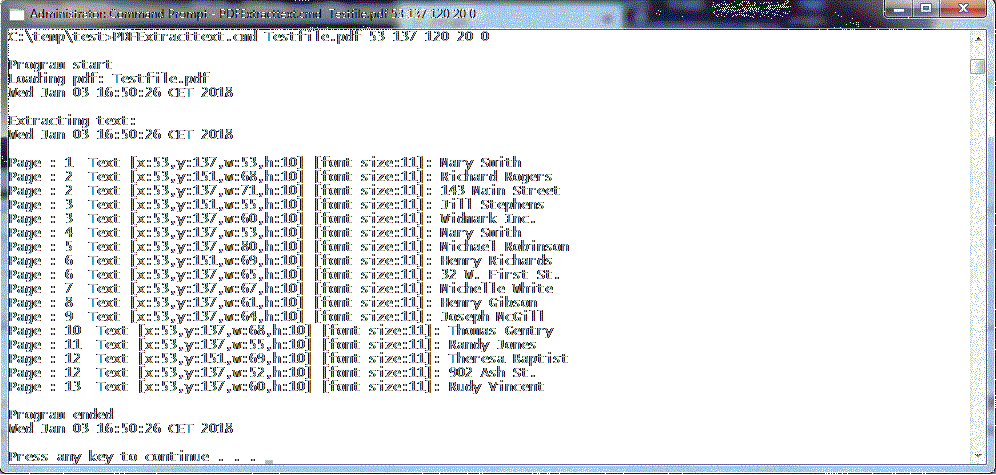 Administrator: Command Prompt - PDFExtracttext.cmd Testfile.pdf 53 137 120 20 0
C:\temp\test>PDFExtracttext.cmd Testfile.pdf 53 137 120 20 0
Program start
Loading pdf: Testfile.pdf
Wed Jan 03 16:50:26 CET 2018
Extracting text:
Wed Jan 03 16:50:26 CET 2018
Page : 1  Text [x:53,y:137,w:53,h:10] [font size:11]: Mary Smith
Page : 2  Text [x:53,y:151,w:68,h:10] [font size:11]: Richard Rogers
Page : 2  Text [x:53,y:137,w:71,h:10] [font size:11]: 143 Main Street
Page : 3  Text [x:53,y:151,w:55,h:10] [font size:11]: Jill Stephens
Page : 3  Text [x:53,y:137,w:60,h:10] [font size:11]: Widmark Inc.
Page : 4  Text [x:53,y:137,w:53,h:10] [font size:11]: Mary Smith
Page : 5  Text [x:53,y:137,w:80,h:10] [font size:11]: Michael Robinson
Page : 6  Text [x:53,y:151,w:69,h:10] [font size:11]: Henry Richards
Page : 6  Text [x:53,y:137,w:65,h:10] [font size:11]: 32 W. First St.
Page : 7  Text [x:53,y:137,w:67,h:10] [font size:11]: Michelle White
Page : 8  Text [x:53,y:137,w:61,h:10] [font size:11]: Henry Gibson
Page : 9  Text [x:53,y:137,w:64,h:10] [font size:11]: Joseph McGill
Page : 10  Text [x:53,y:137,w:68,h:10] [font size:11]: Thomas Gentry
Page : 11  Text [x:53,y:137,w:55,h:10] [font size:11]: Randy Jones
Page : 12  Text [x:53,y:151,w:69,h:10] [font size:11]: Theresa Baptist
Page : 12  Text [x:53,y:137,w:52,h:10] [font size:11]: 902 Ash St.
Page : 13  Text [x:53,y:137,w:60,h:10] [font size:11]: Rudy Vincent
Program ended
Wed Jan 03 16:50:26 CET 2018
Press any key to continue . . .